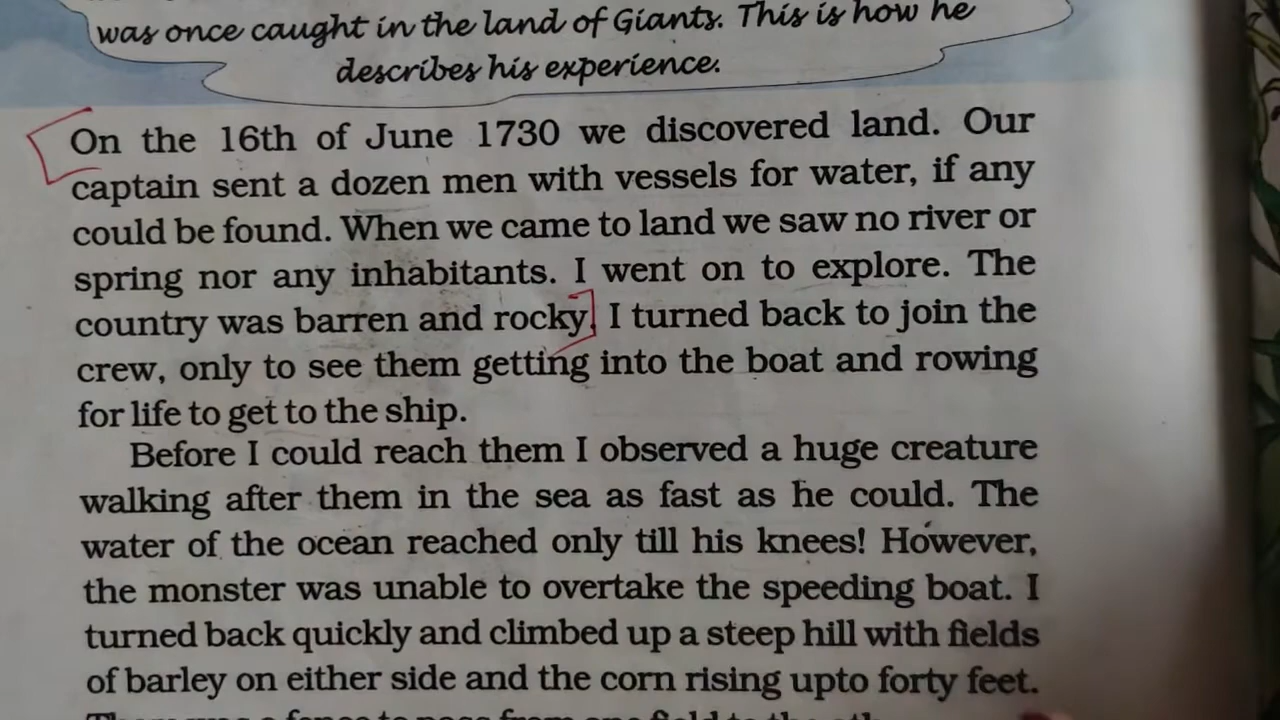 was once caught in the land of Giants. This is how he
describes his experience.
On the 16th of June 1730 we discovered land. Our
captain sent a dozen men with vessels for water, if any
could be found. When we came to land we saw no river or
spring nor any inhabitants. I went on to explore. The
country was barren and rocky. I turned back to join the
crew, only to see them getting into the boat and rowing
for life to get to the ship.
Before I could reach them I observed a huge creature
walking after them in the sea as fast as he could. The
water of the ocean reached only till his knees! However,
the monster was unable to overtake the speeding boat. I
turned back quickly and climbed up a steep hill with fields
of barley on either side and the corn rising upto forty feet.